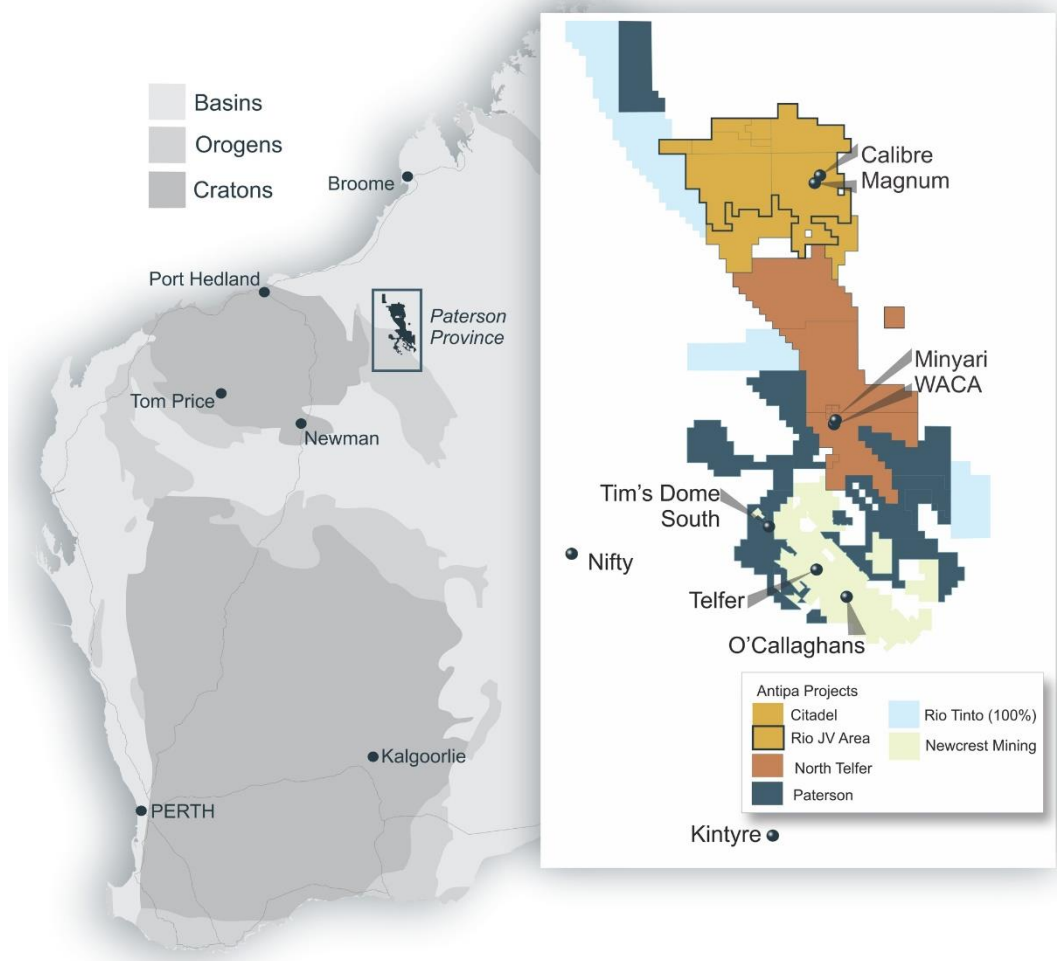 Basins
Orogens
Cratons
Broome
Port Hedland
Paterson
Province
Tom Price
Newman
Kalgoorlie
PERTH
Calibre
Magnum
Minyari
WACA
Tim's Dome
South
Nifty
Telfer
O'Callaghans
Antipa Projects
Citadel
Rio JV Area
North Telfer
Paterson
Rio Tinto (100%)
Newcrest Mining
Kintyre